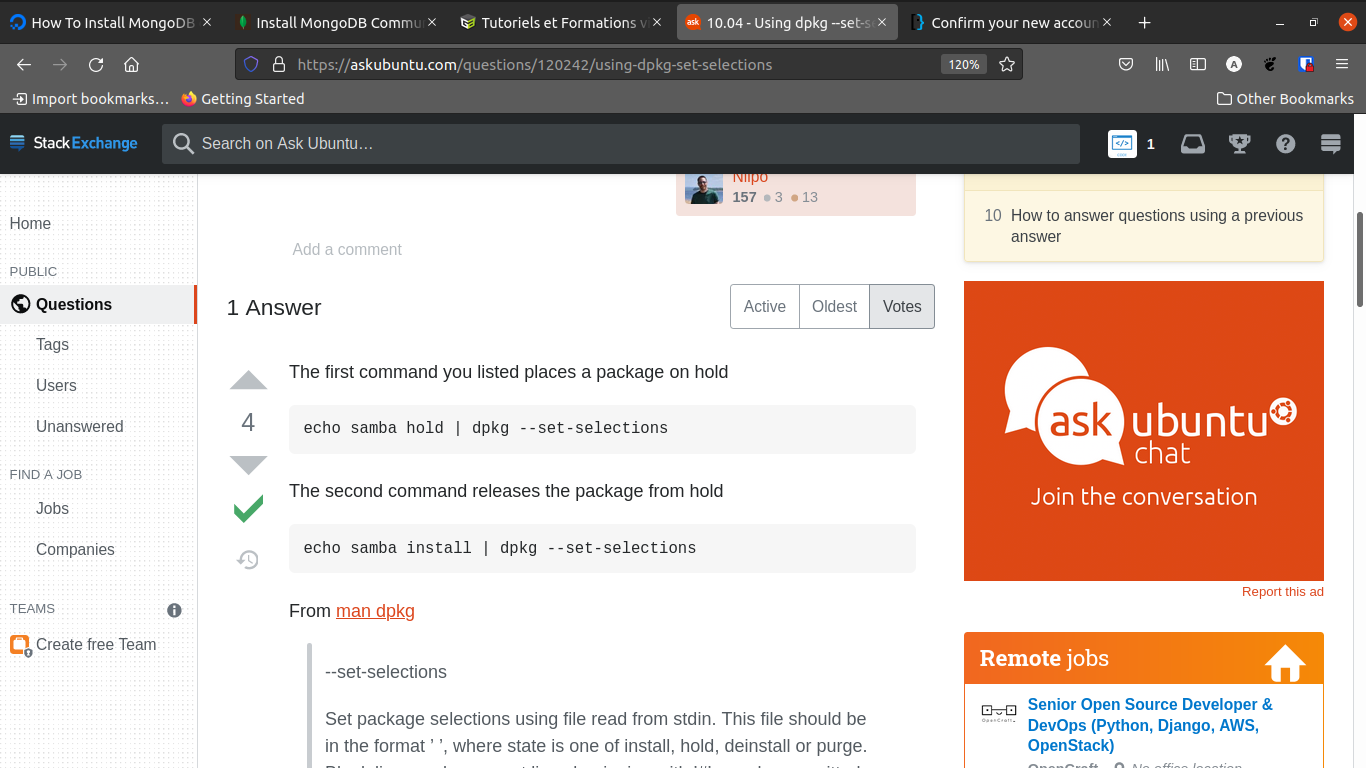 How To Install MongoDB
Install MongoDB Commu
Tutoriels et Formations v
10.04 - Using dpkg --set-s
Confirm your new accoun
https://askubuntu.com/questions/120242/using-dpkg-set-selections
120%
Import bookmarks…
Getting Started
Other Bookmarks
StackExchange
Search on Ask Ubuntu…
1
Home
PUBLIC
Questions
Tags
Users
Unanswered
FIND A JOB
Jobs
Companies
TEAMS
Create free Team
Nilpo
157 3 13
Add a comment
1 Answer
Active Oldest Votes
4
The first command you listed places a package on hold
echo samba hold | dpkg --set-selections
The second command releases the package from hold
echo samba install | dpkg --set-selections
From man dpkg
--set-selections
Set package selections using file read from stdin. This file should be
in the format ’ ’, where state is one of install, hold, deinstall or purge.
10 How to answer questions using a previous
answer
ask ubuntu
chat
Join the conversation
Report this ad
Remote jobs
OpenCraft
Senior Open Source Developer &
DevOps (Python, Django, AWS,
OpenStack)
OpenCraft No office location